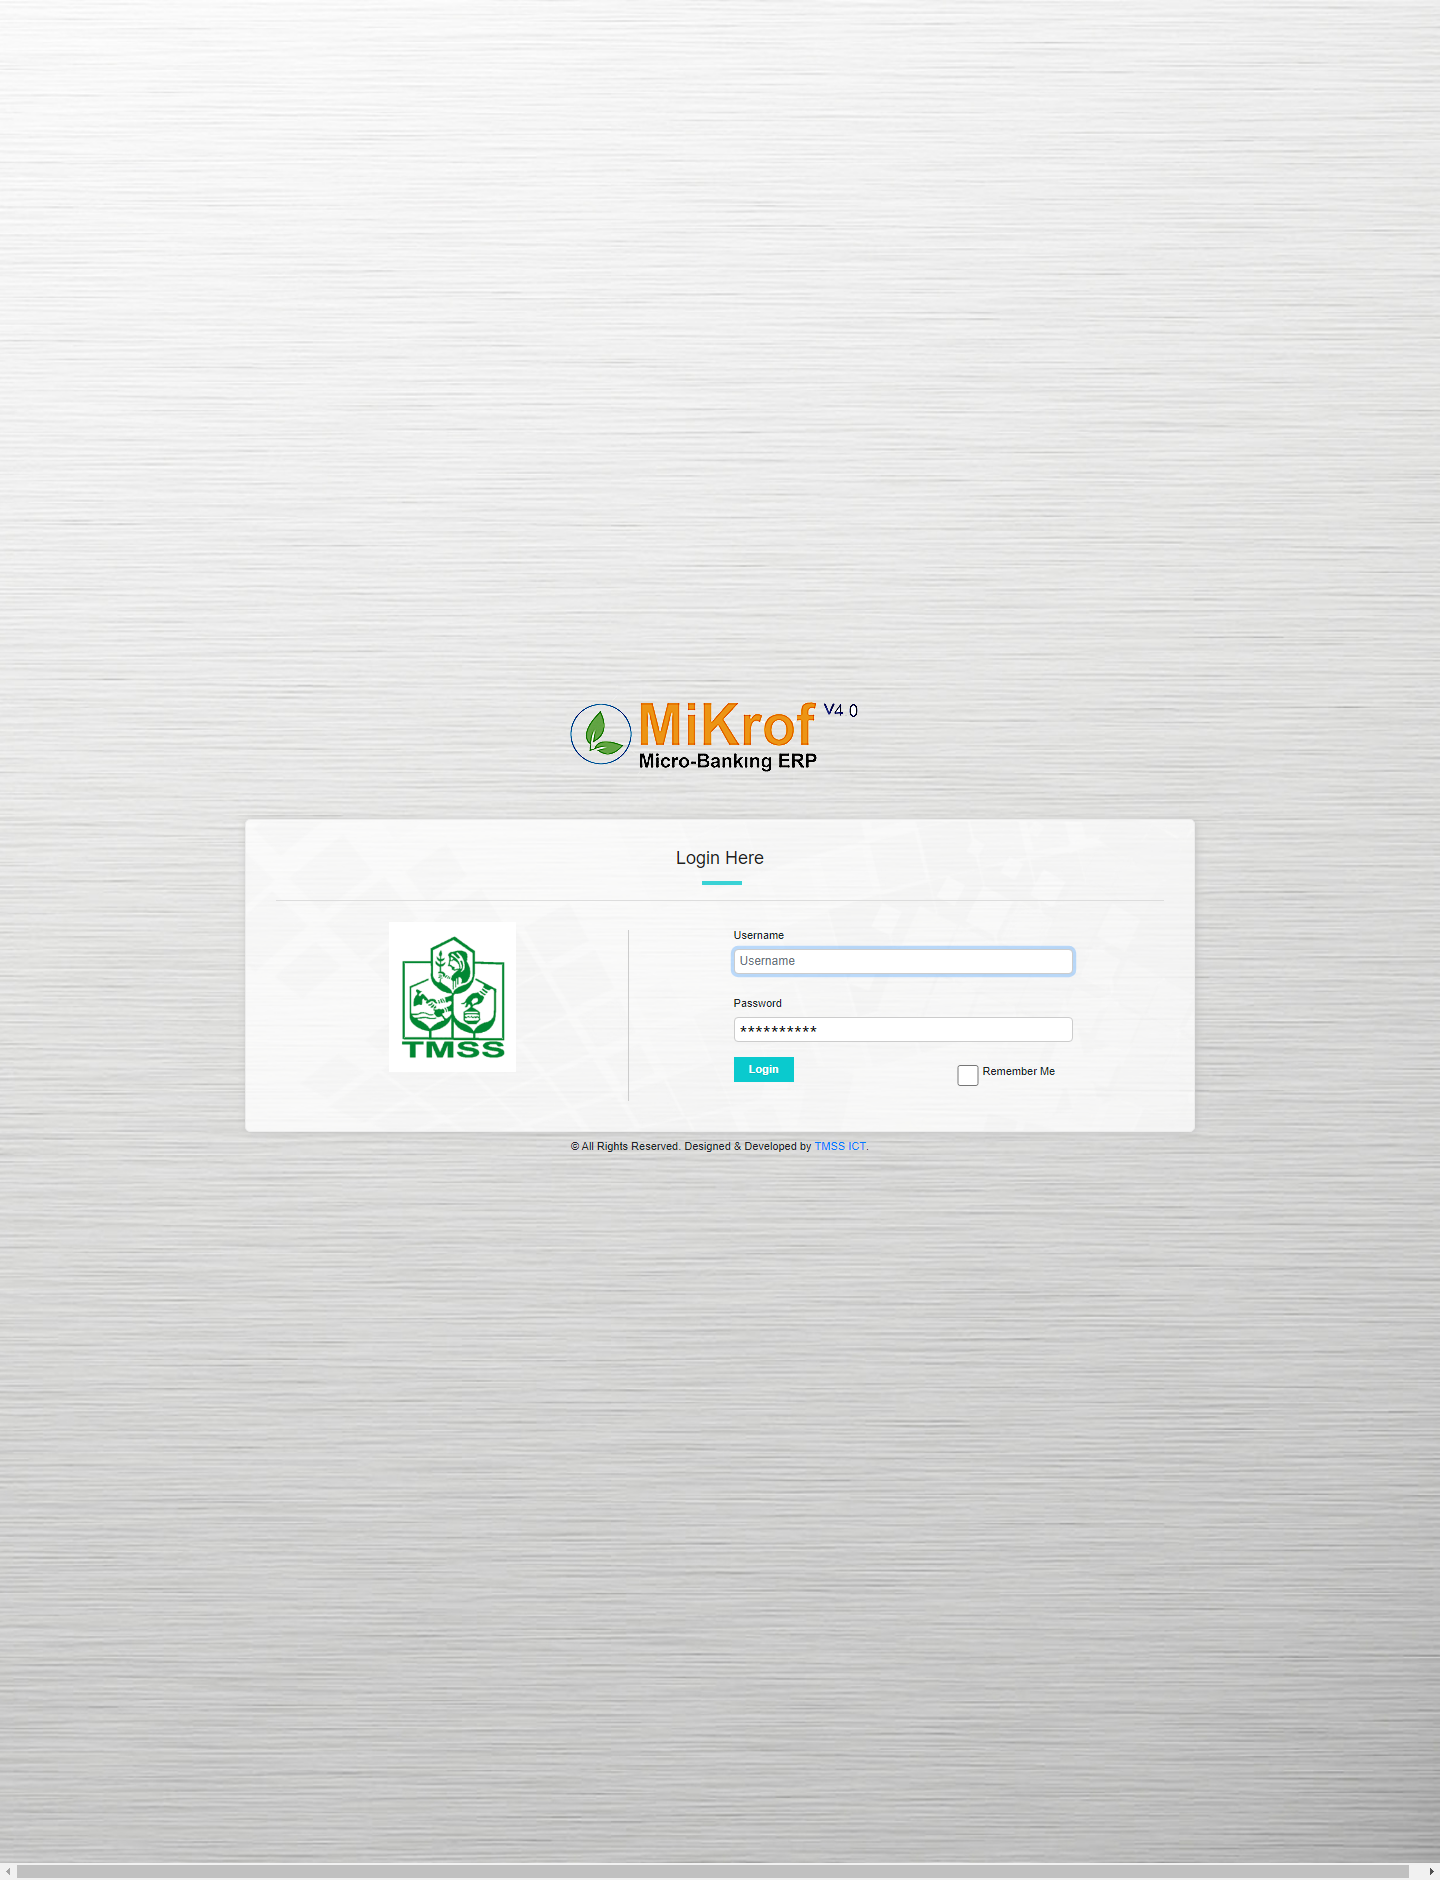 MiKrof V4 0
Micro-Banking ERP
Login Here
TMSS
Username
Username
Password
**********
Login
Remember Me
© All Rights Reserved. Designed & Developed by TMSS ICT.